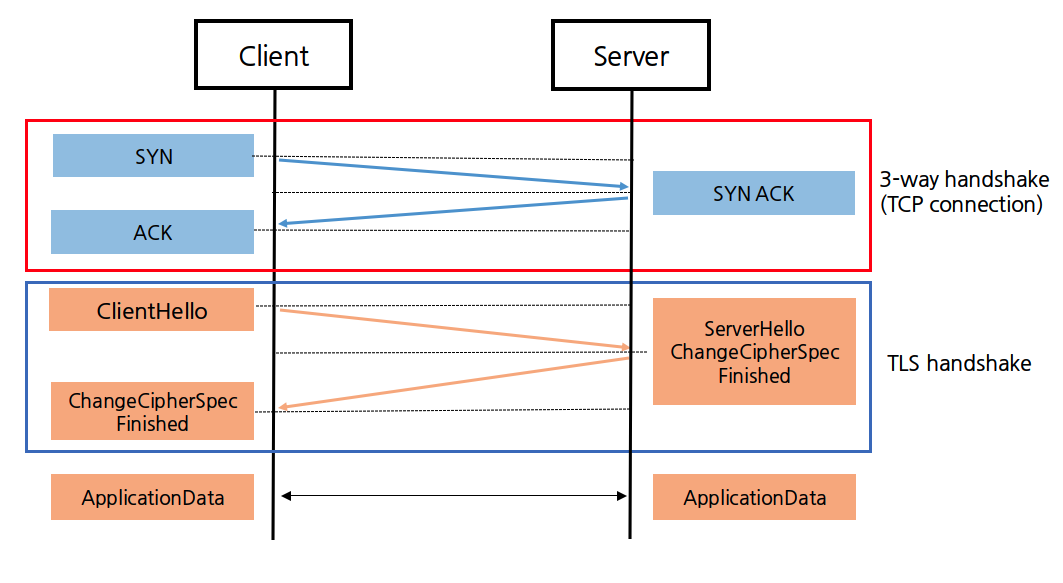 Client
Server
SYN
SYN ACK
ACK
3-way handshake
(TCP connection)
ClientHello
ServerHello
ChangeCipherSpec
Finished
ChangeCipherSpec
Finished
TLS handshake
ApplicationData
ApplicationData